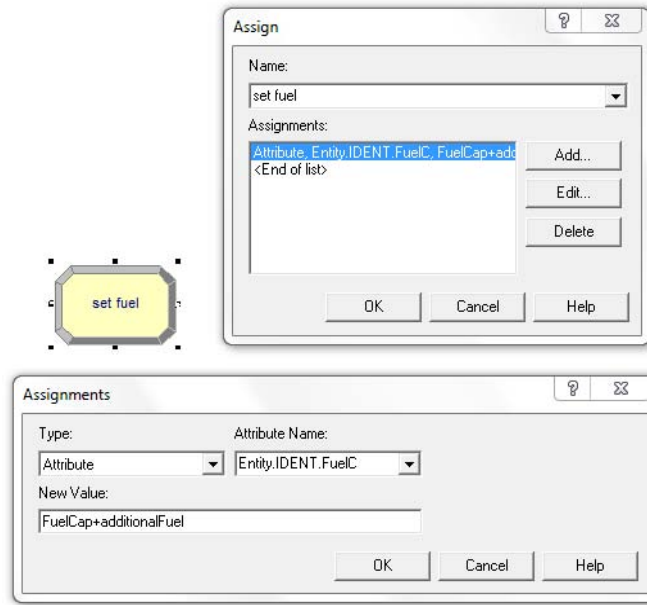 Assign
Name:
set fuel
Assignments:
Attribute, Entity.IDENT.FuelC, FuelCap+adc
<End of list>
Add...
Edit...
Delete
OK Cancel Help
set fuel
Assignments
Type: Attribute Name:
Attribute Entity.IDENT.FuelC
New Value:
FuelCap+additionalFuel
OK Cancel Help